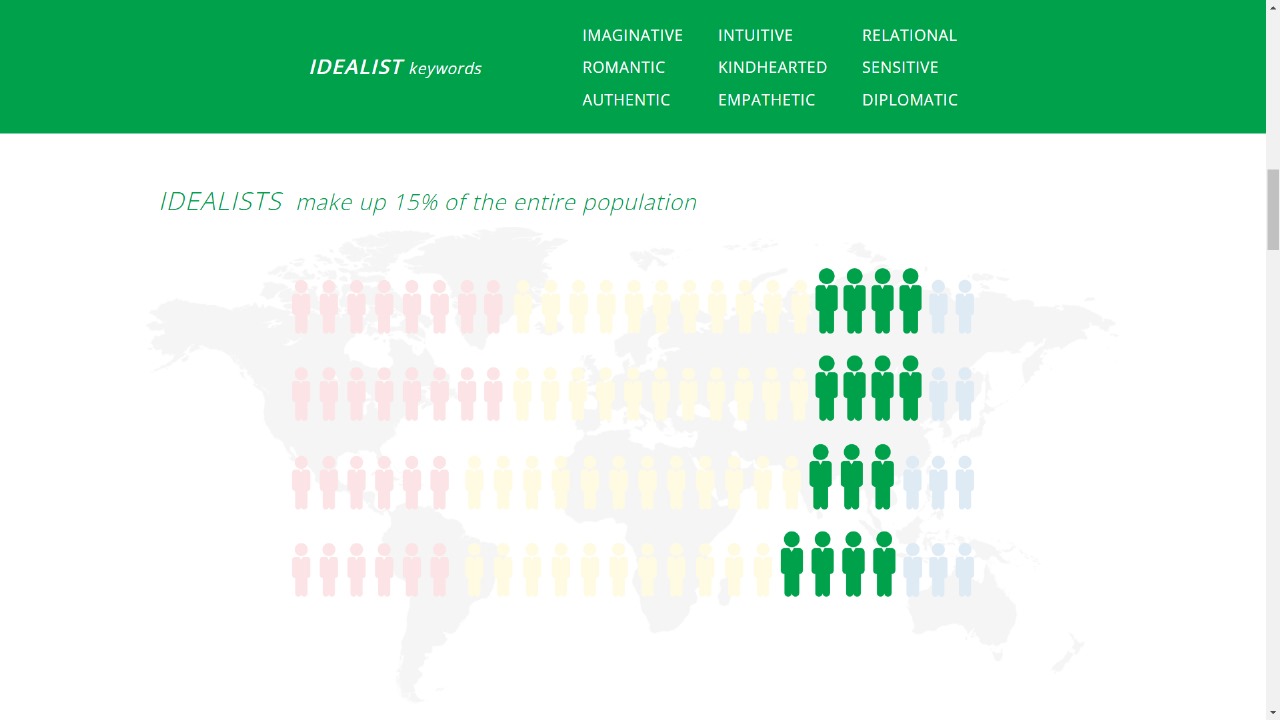 IDEALIST keywords
IMAGINATIVE INTUITIVE RELATIONAL
ROMANTIC KINDHEARTED SENSITIVE
AUTHENTIC EMPATHETIC DIPLOMATIC
IDEALISTS make up 15% of the entire population